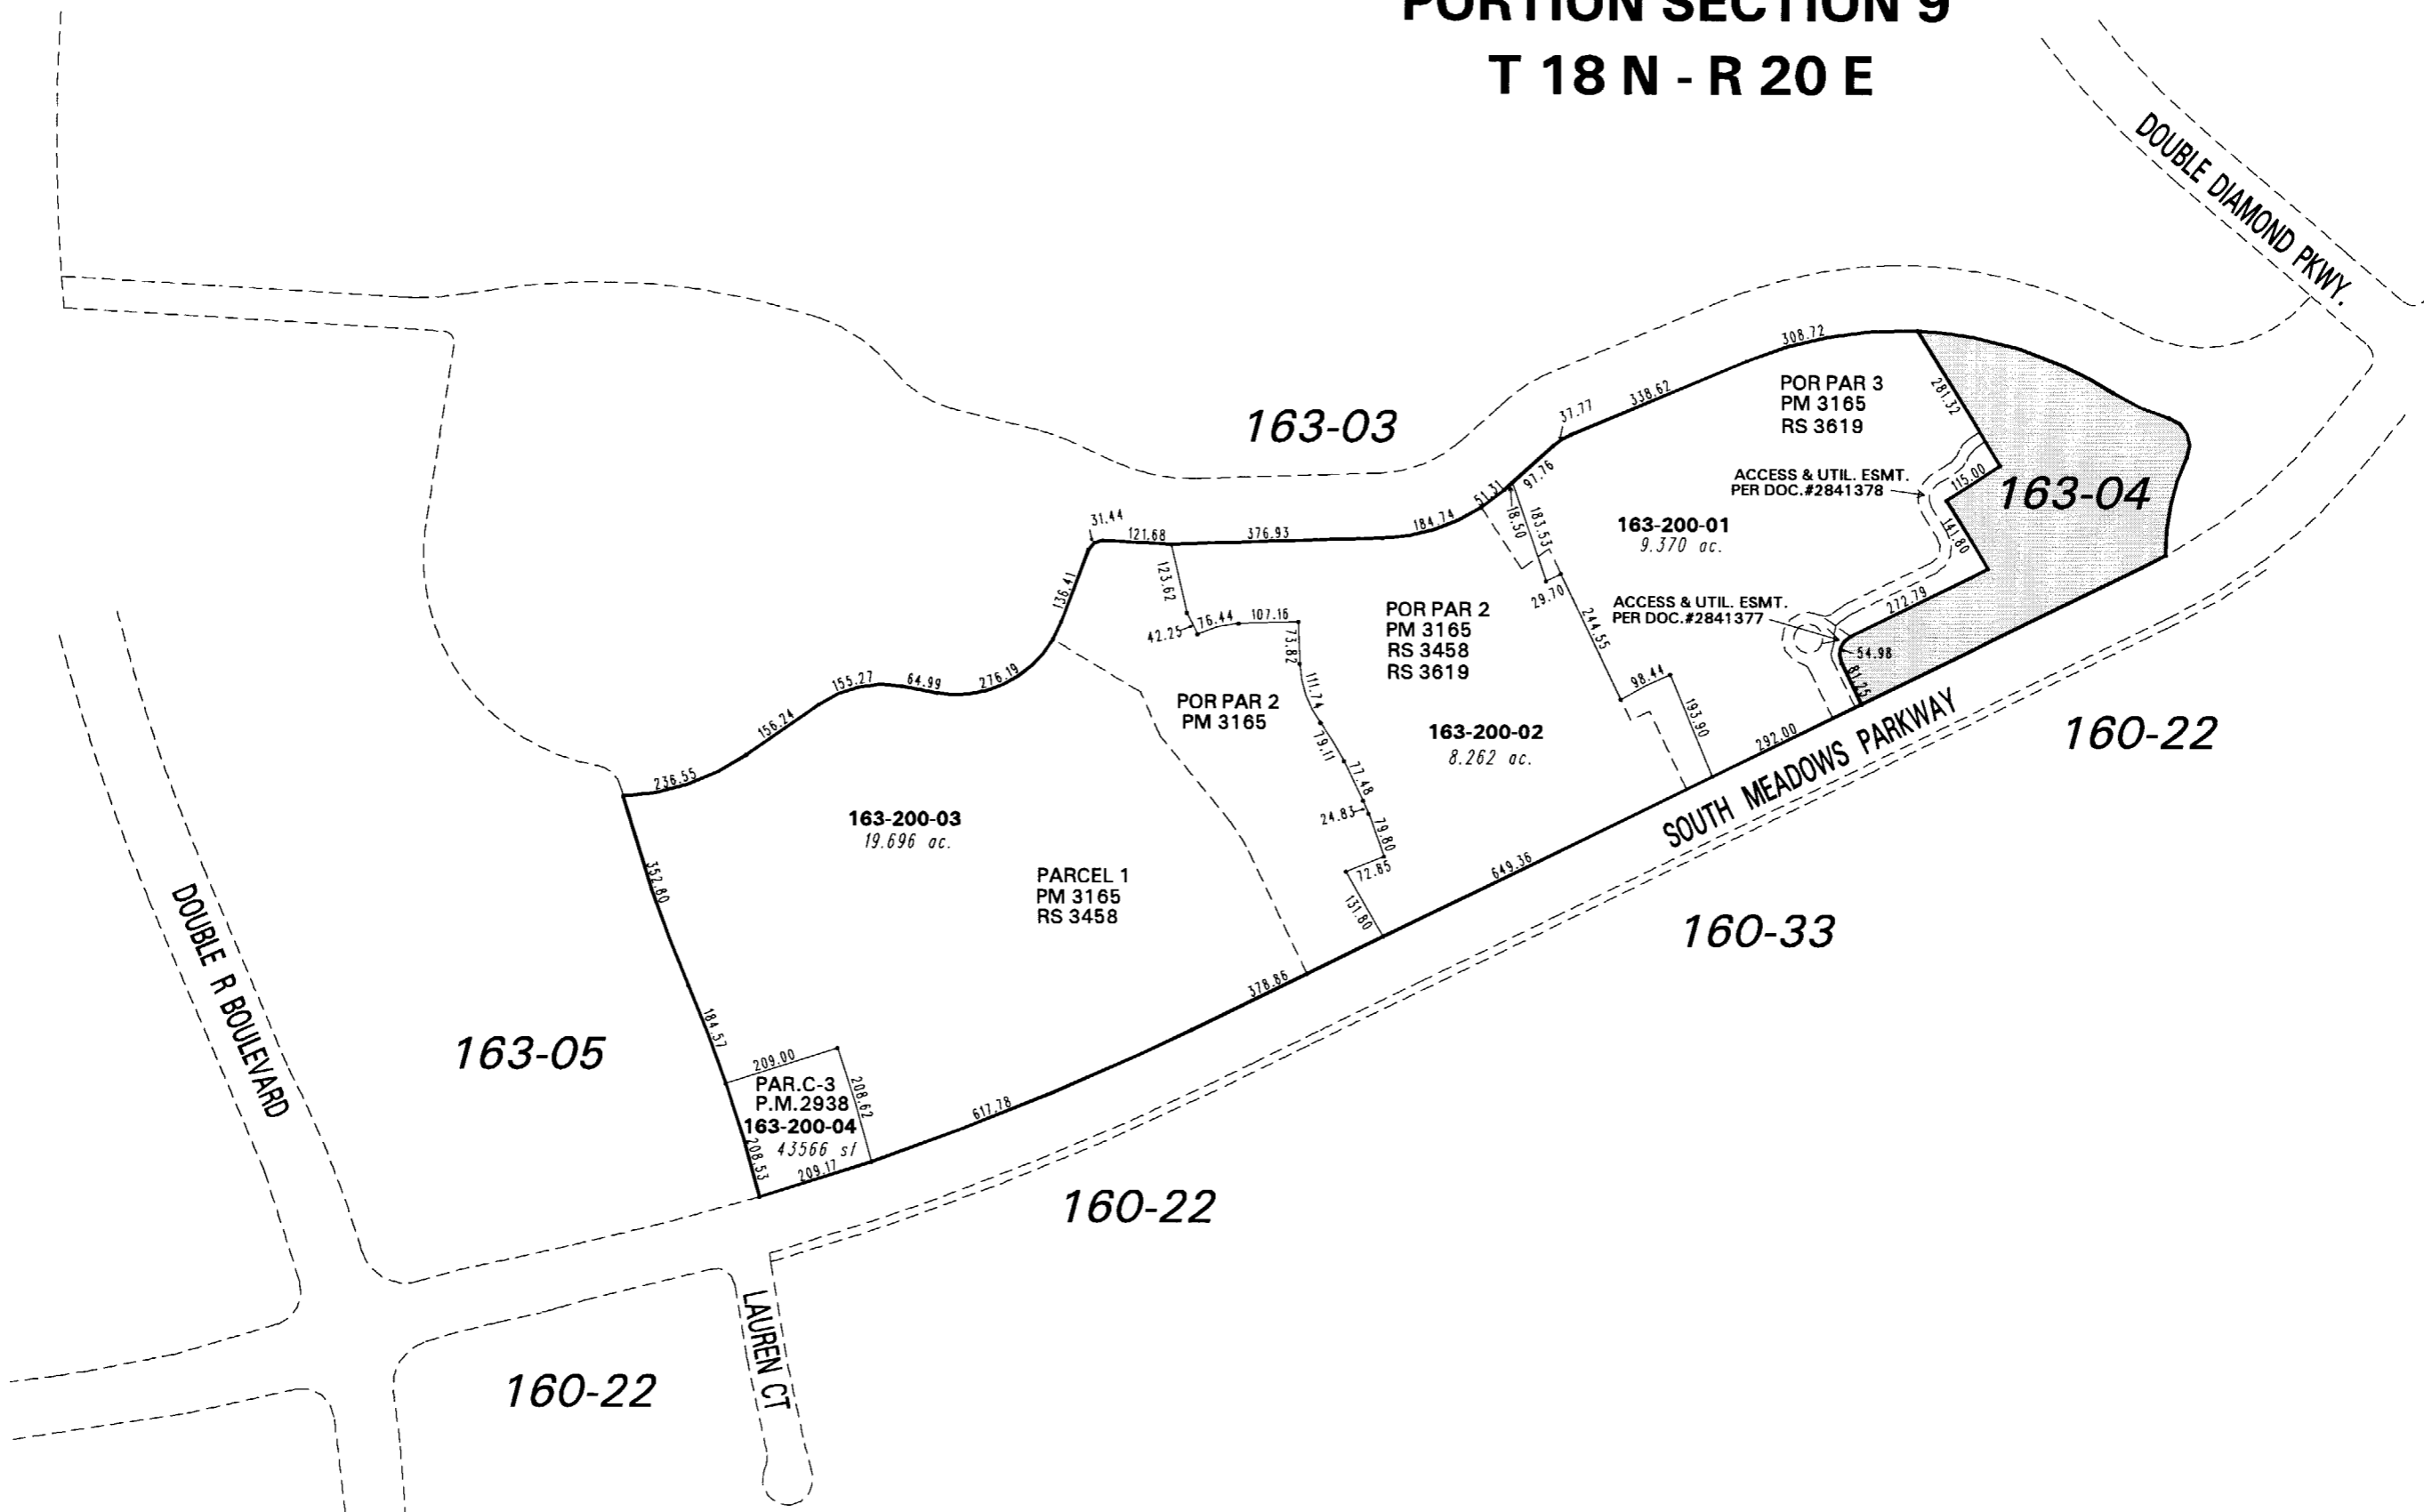 PORTION SECTION 9
T 18 N - R 20 E
DOUBLE DIAMOND PKWY.
308.72
338.62
37.77
POR PAR 3
PM 3165
RS 3619
281.32
163-03
97.76
51.31
18.50
183.53
ACCESS & UTIL. ESMT.
PER DOC.#2841378
115.00
163-04
141.80
163-200-01
9.370 ac.
31.44
121.68
376.93
184.74
136.41
123.62
42.25
76.44
107.16
73.82
29.70
244.55
ACCESS & UTIL. ESMT.
PER DOC.#2841377
272.79
54.98
81.25
POR PAR 2
PM 3165
RS 3458
RS 3619
111.74
79.11
77.48
24.83
79.80
72.85
131.80
98.44
193.90
292.00
POR PAR 2
PM 3165
163-200-02
8.262 ac.
160-22
SOUTH MEADOWS PARKWAY
155.27
64.99
276.19
156.24
236.55
163-200-03
19.696 ac.
352.80
PARCEL 1
PM 3165
RS 3458
649.36
160-33
DOUBLE R BOULEVARD
378.86
184.57
163-05
209.00
PAR.C-3
P.M.2938
208.62
163-200-04
43566 sf
208.53
209.17
617.78
160-22
LAUREN CT
160-22